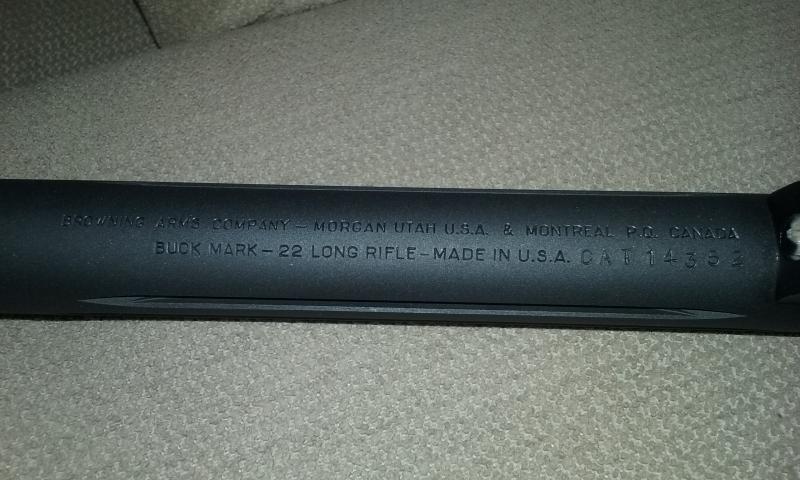 BROWNING ARMS COMPANY – MORGAN UTAH U.S.A. & MONTREAL P.Q. CANADA
BUCK MARK – 22 LONG RIFLE – MADE IN U.S.A. CAT 14352